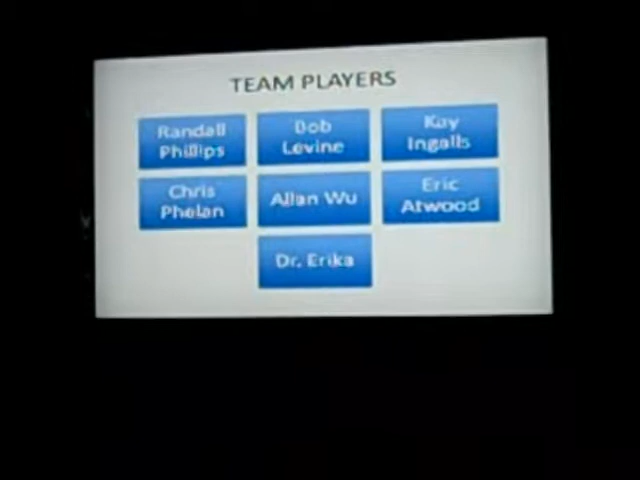 TEAM PLAYERS
Randall
Phillips
Bob
Levine
Kay
Ingalls
Chris
Phelan
Allan Wu
Eric
Atwood
Dr. Erika